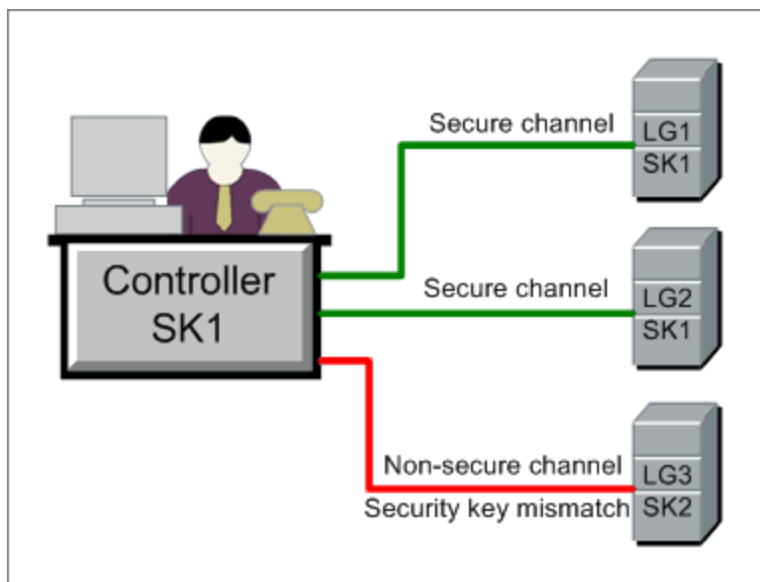 Secure channel
LG1
SK1
Controller
SK1
Secure channel
LG2
SK1
Non-secure channel
Security key mismatch
LG3
SK2